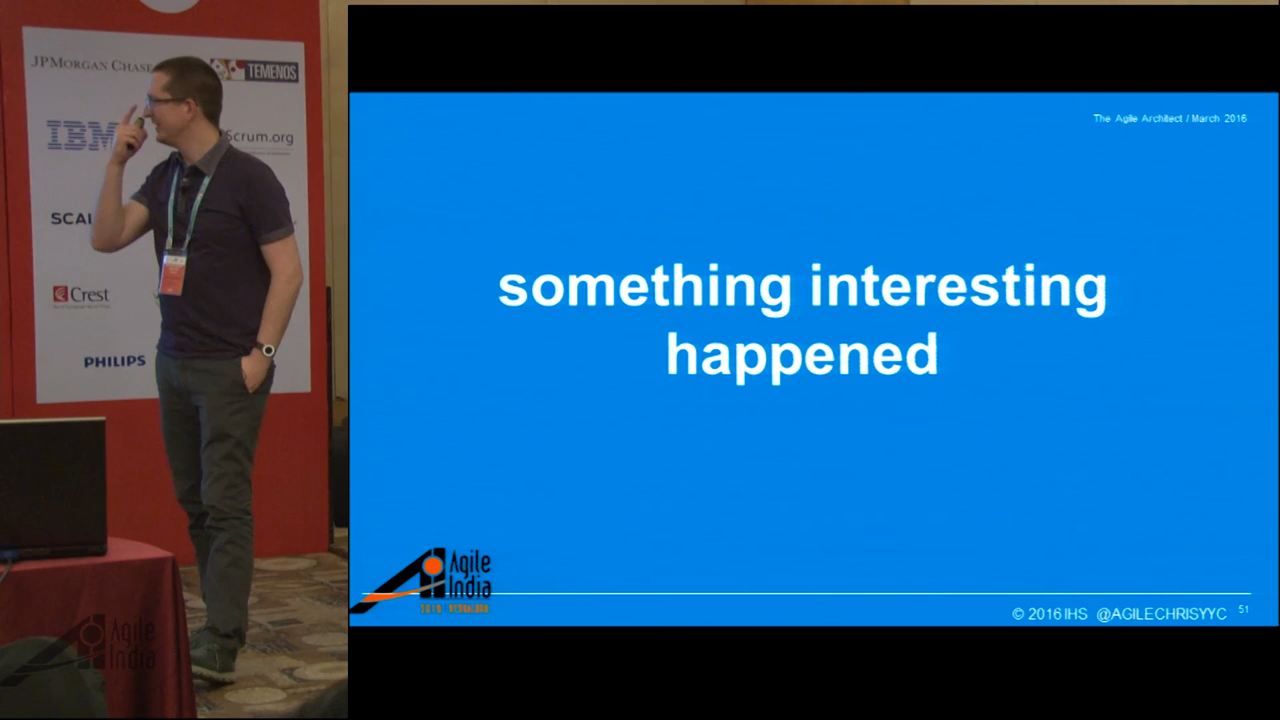 JPMORGAN CHASE
TEMENOS
IBM
Scrum.org
SCAL
Crest
PHILIPS
The Agile Architect / March 2016
something interesting
happened
Agile
India
© 2016 IHS @AGILECHRISYYC
51
Agile
India